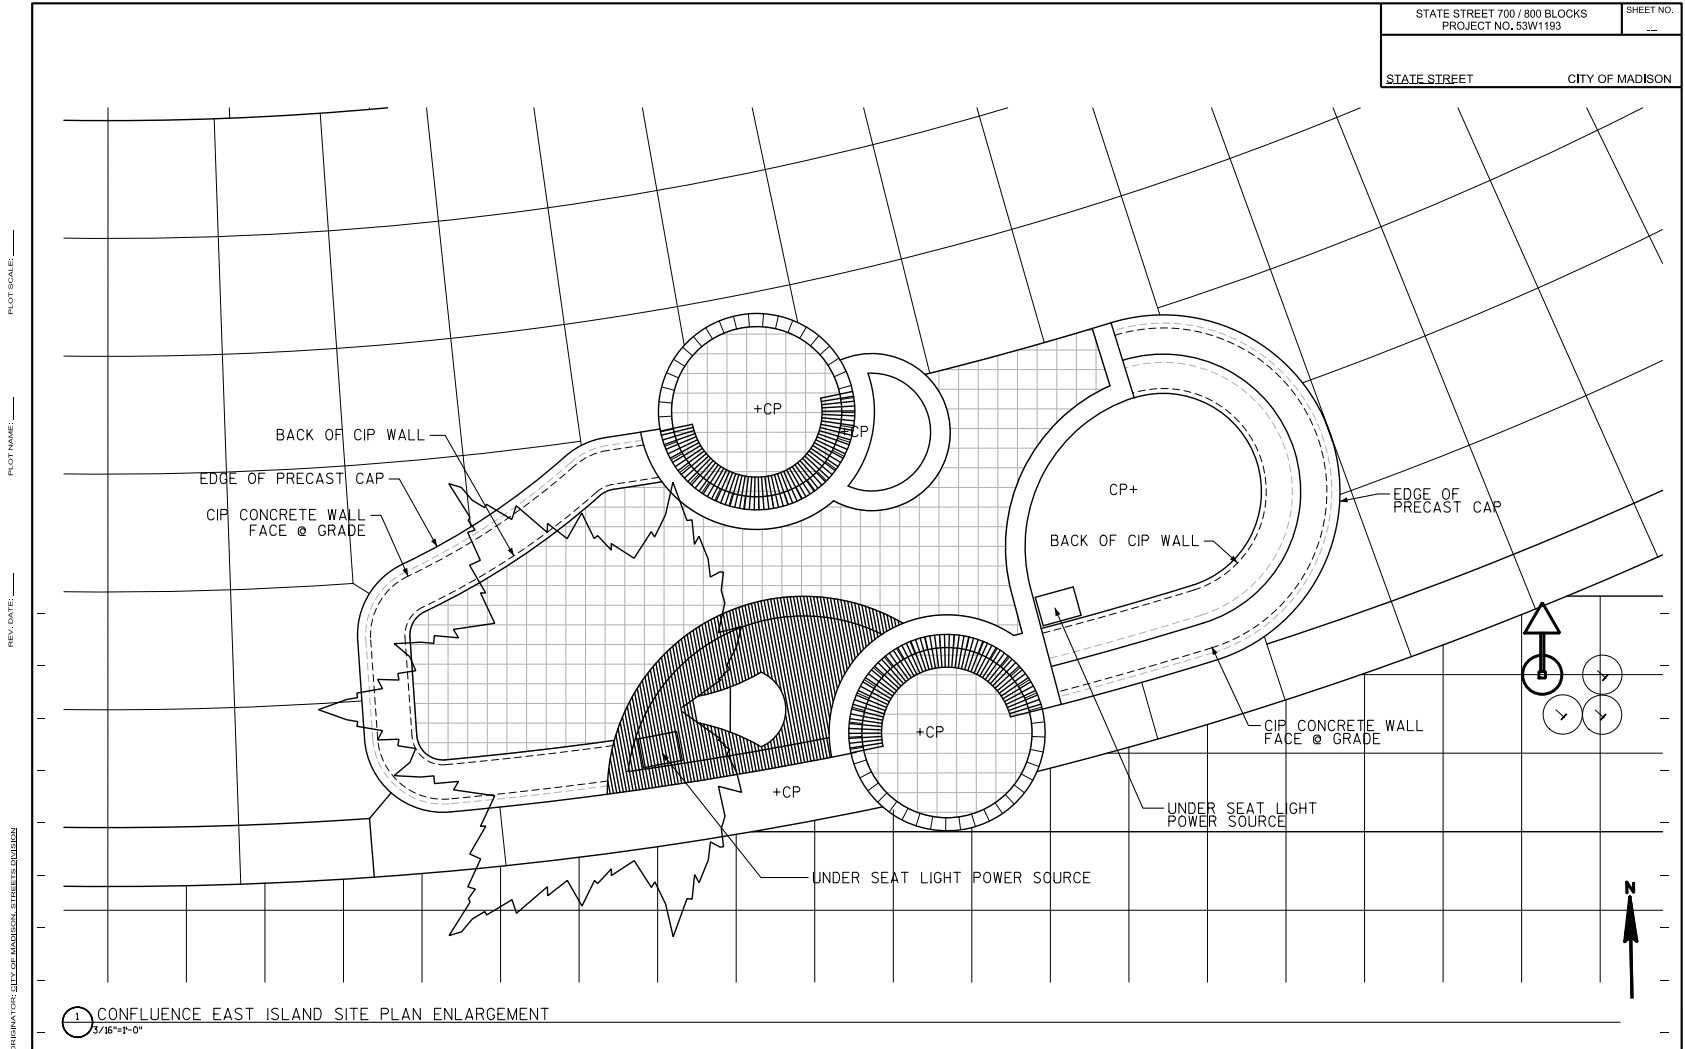 STATE STREET 700 / 800 BLOCKS
PROJECT NO. 53W1193
SHEET NO.
--
STATE STREET
CITY OF MADISON
PLOT SCALE: ____
PLOT NAME: ____
REV. DATE: ____
ORIGINATOR: CITY OF MADISON, STREETS DIVISION
BACK OF CIP WALL
EDGE OF PRECAST CAP
CIP CONCRETE WALL
FACE @ GRADE
+CP
+CP
CP+
EDGE OF
PRECAST CAP
BACK OF CIP WALL
+CP
CIP CONCRETE WALL
FACE @ GRADE
+CP
UNDER SEAT LIGHT
POWER SOURCE
UNDER SEAT LIGHT POWER SOURCE
N
1
CONFLUENCE EAST ISLAND SITE PLAN ENLARGEMENT
3/16"=1'-0"